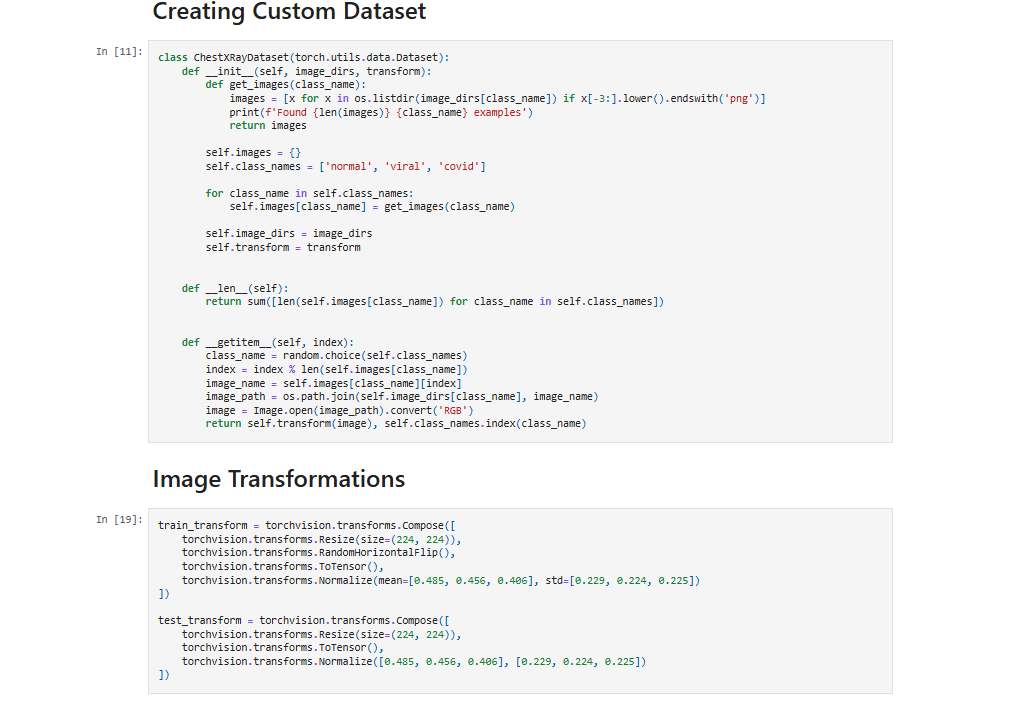 Creating Custom Dataset
In [11]:
class ChestXRayDataset(torch.utils.data.Dataset):
    def __init__(self, image_dirs, transform):
        def get_images(class_name):
            images = [x for x in os.listdir(image_dirs[class_name]) if x[-3:].lower().endswith('png')]
            print(f'Found {len(images)} {class_name} examples')
            return images

        self.images = {}
        self.class_names = ['normal', 'viral', 'covid']

        for class_name in self.class_names:
            self.images[class_name] = get_images(class_name)

        self.image_dirs = image_dirs
        self.transform = transform


    def __len__(self):
        return sum([len(self.images[class_name]) for class_name in self.class_names])


    def __getitem__(self, index):
        class_name = random.choice(self.class_names)
        index = index % len(self.images[class_name])
        image_name = self.images[class_name][index]
        image_path = os.path.join(self.image_dirs[class_name], image_name)
        image = Image.open(image_path).convert('RGB')
        return self.transform(image), self.class_names.index(class_name)

Image Transformations
In [19]:
train_transform = torchvision.transforms.Compose([
    torchvision.transforms.Resize(size=(224, 224)),
    torchvision.transforms.RandomHorizontalFlip(),
    torchvision.transforms.ToTensor(),
    torchvision.transforms.Normalize(mean=[0.485, 0.456, 0.406], std=[0.229, 0.224, 0.225])
])

test_transform = torchvision.transforms.Compose([
    torchvision.transforms.Resize(size=(224, 224)),
    torchvision.transforms.ToTensor(),
    torchvision.transforms.Normalize([0.485, 0.456, 0.406], [0.229, 0.224, 0.225])
])